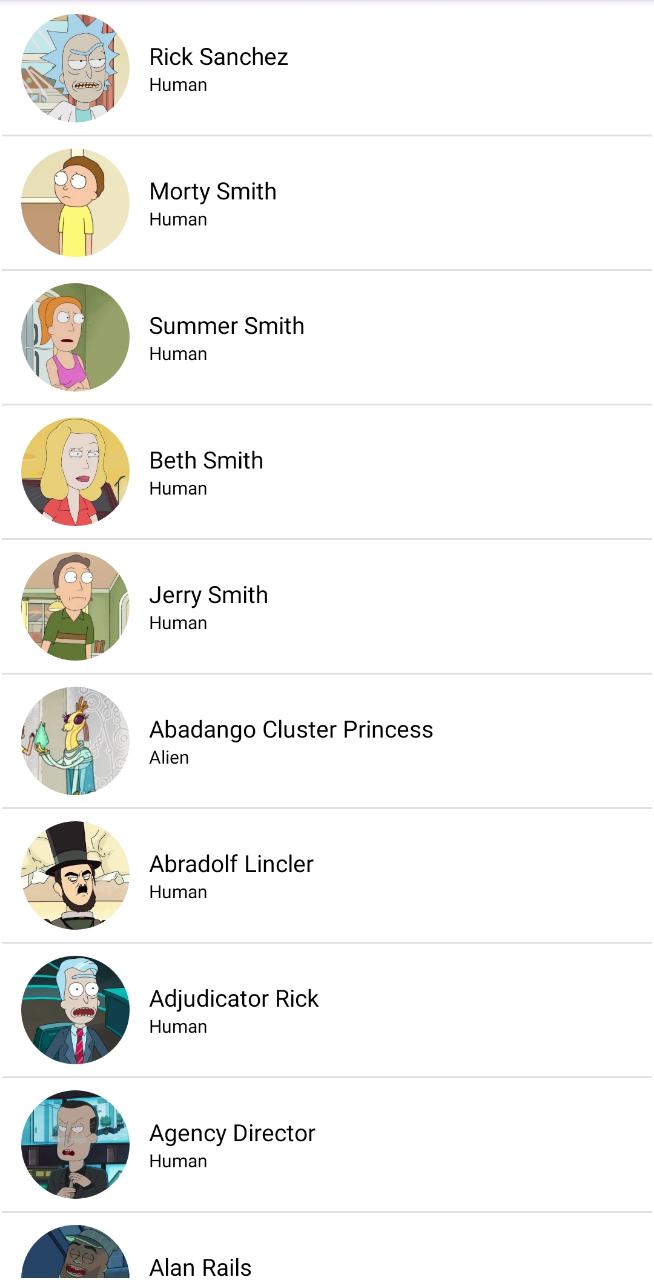 Rick Sanchez
Human
Morty Smith
Human
Summer Smith
Human
Beth Smith
Human
Jerry Smith
Human
Abadango Cluster Princess
Alien
Abradolf Lincler
Human
Adjudicator Rick
Human
Agency Director
Human
Alan Rails